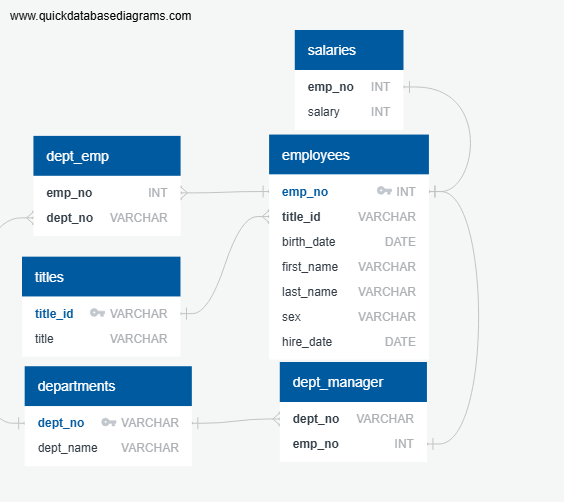 www.quickdatabasediagrams.com
salaries
emp_no INT
salary INT
dept_emp
emp_no INT
dept_no VARCHAR
employees
emp_no INT
title_id VARCHAR
birth_date DATE
first_name VARCHAR
last_name VARCHAR
sex VARCHAR
hire_date DATE
titles
title_id VARCHAR
title VARCHAR
departments
dept_no VARCHAR
dept_name VARCHAR
dept_manager
dept_no VARCHAR
emp_no INT